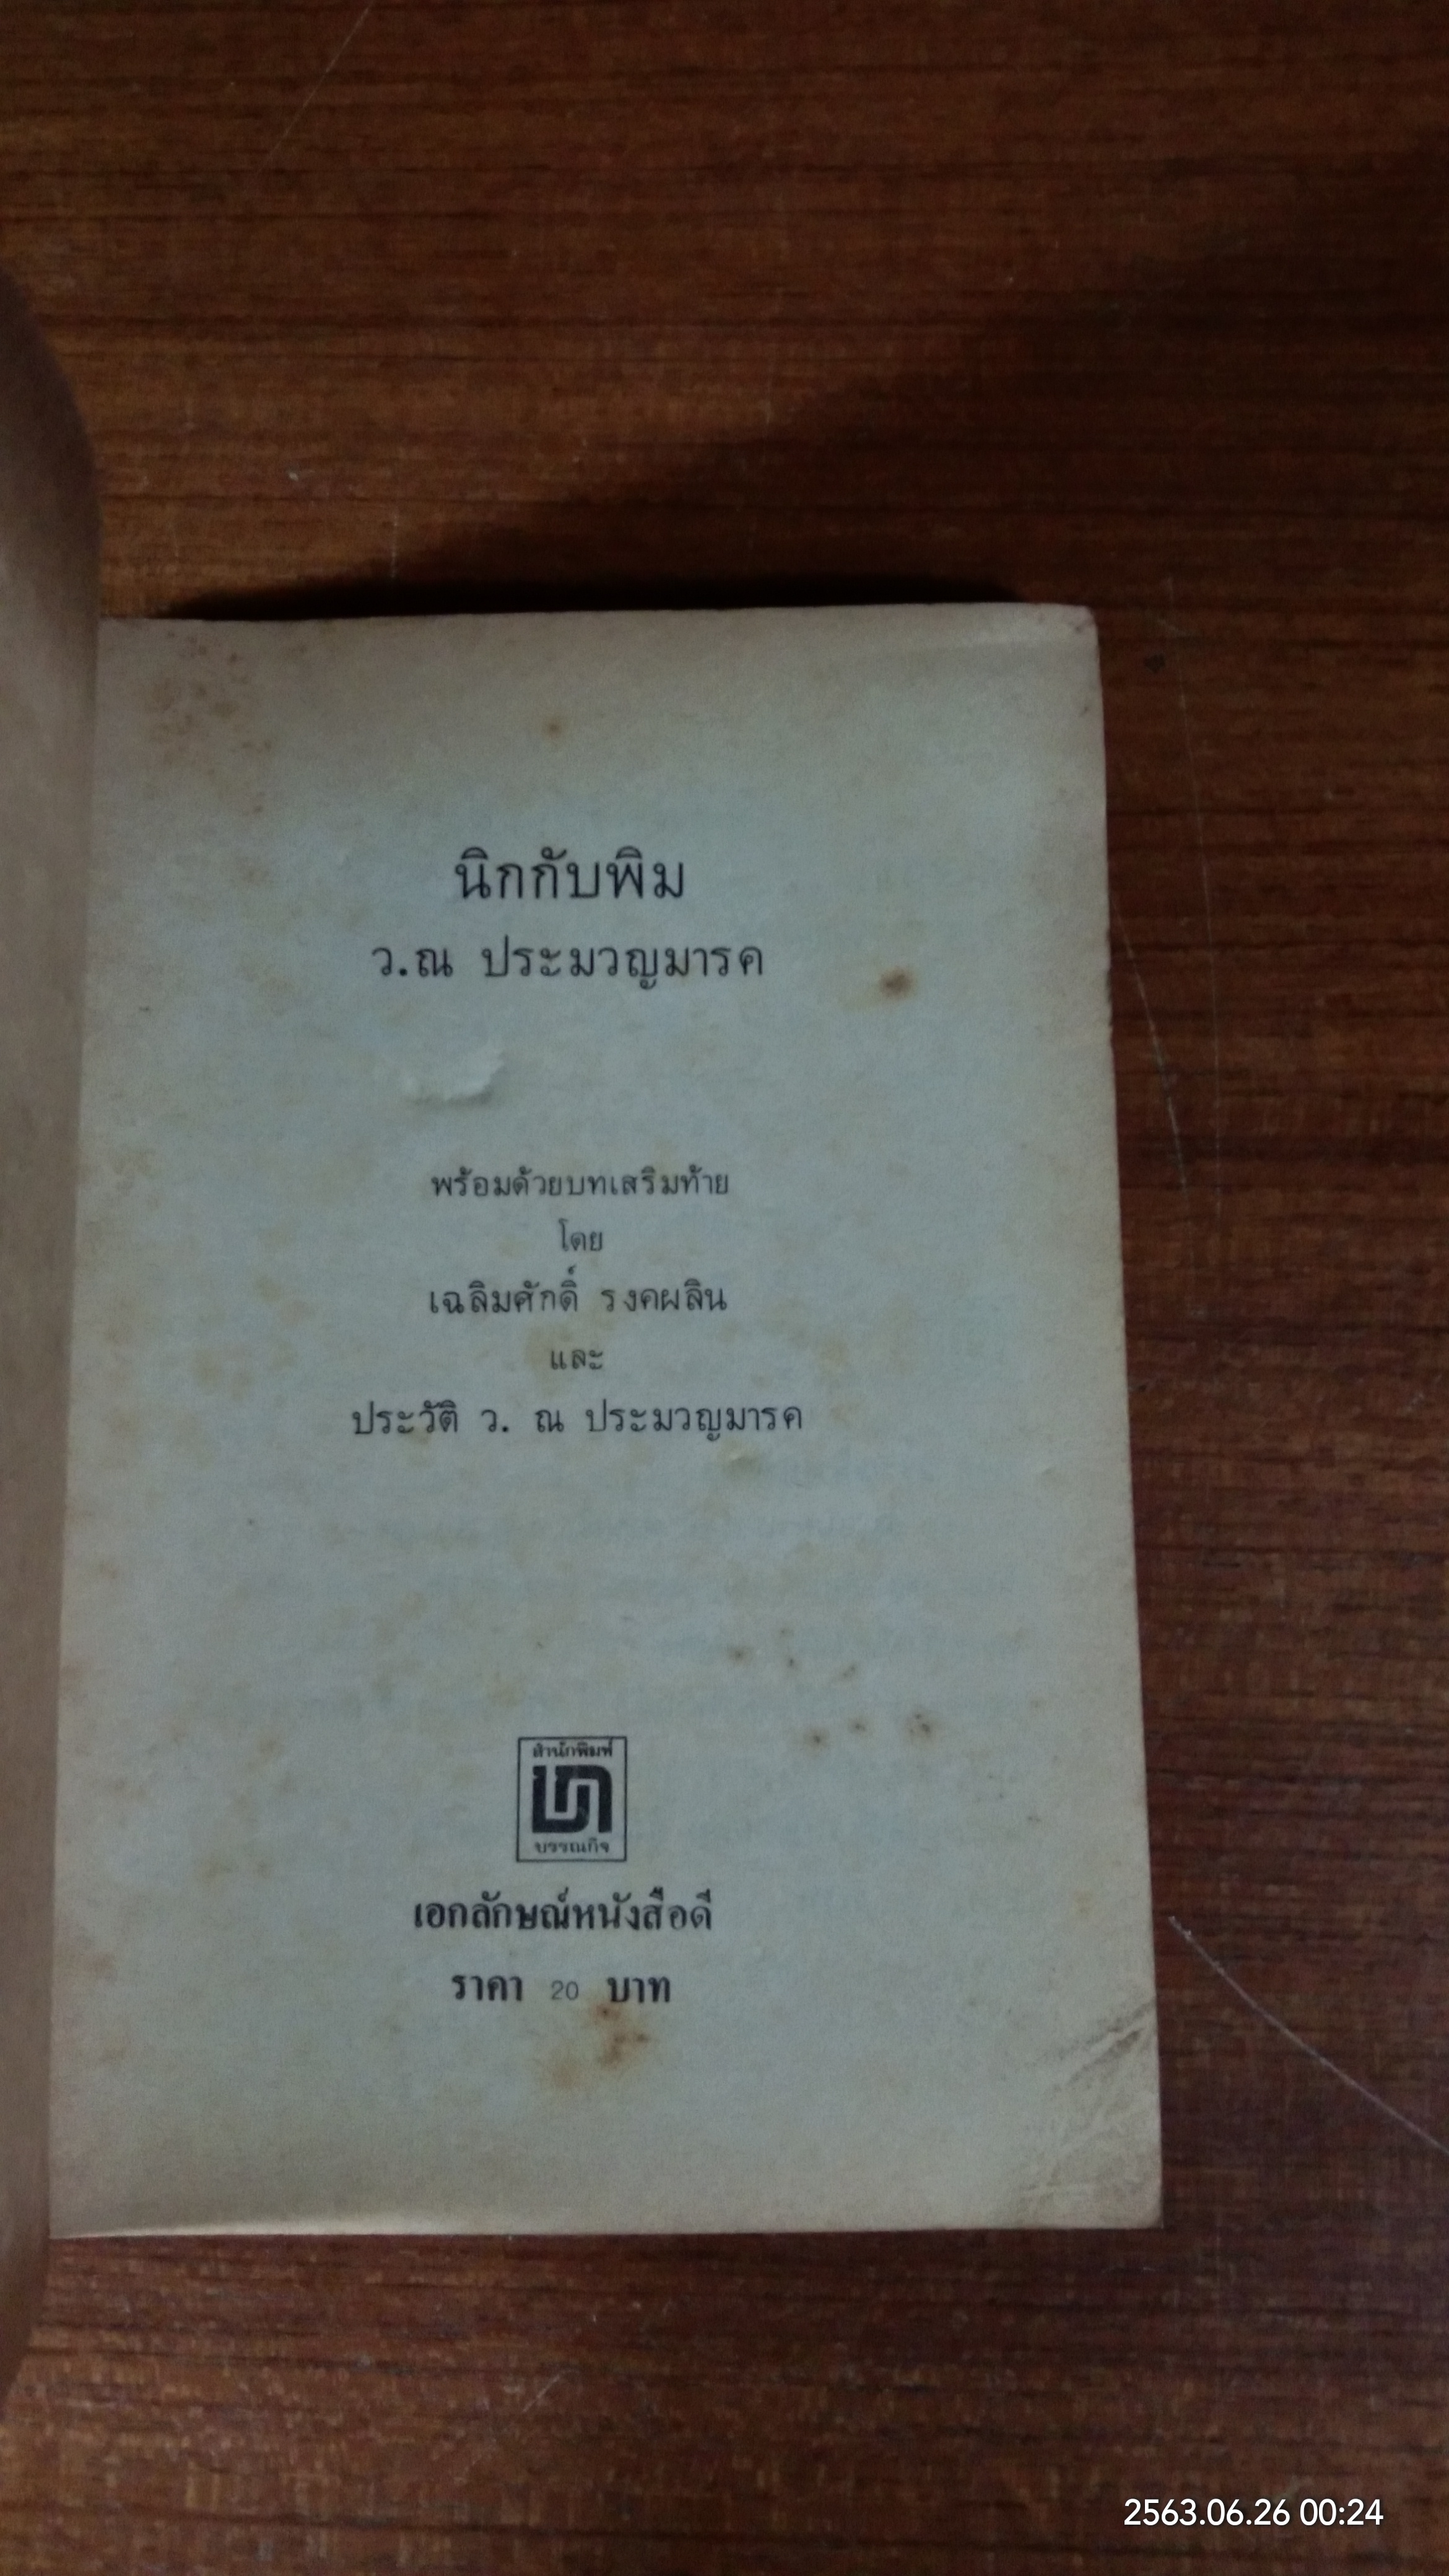 นิกกับพิม
ว.ณ ประมวญมารค
พร้อมด้วยบทเสริมท้าย
โดย
เฉลิมศักดิ์ รงคผลิน
และ
ประวัติ ว. ณ ประมวญมารค
สำนักพิมพ์
บรรณกิจ
เอกลักษณ์หนังสือดี
ราคา 20 บาท
2563.06.26 00:24